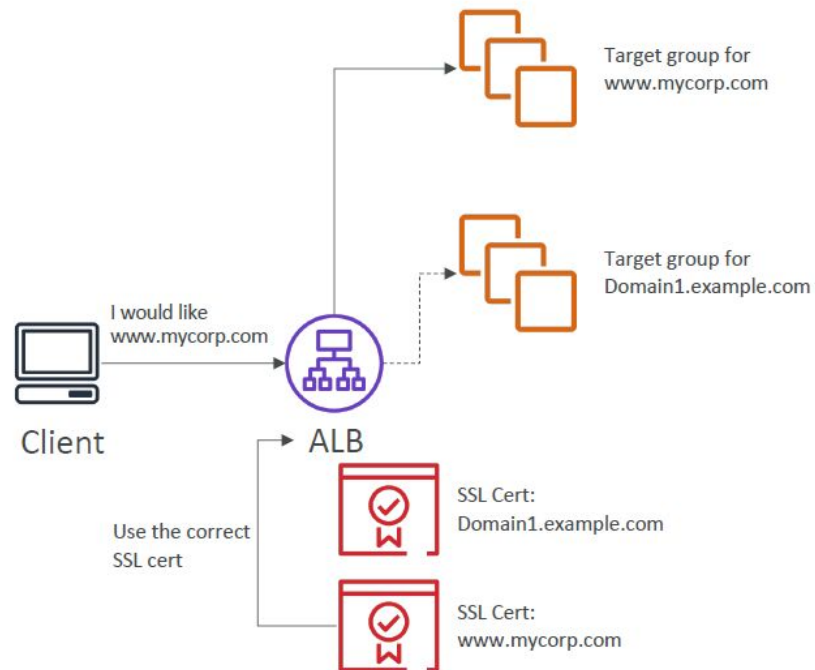 Target group for
www.mycorp.com
Target group for
Domain1.example.com
I would like
www.mycorp.com
Client
ALB
Use the correct
SSL cert
SSL Cert:
Domain1.example.com
SSL Cert:
www.mycorp.com